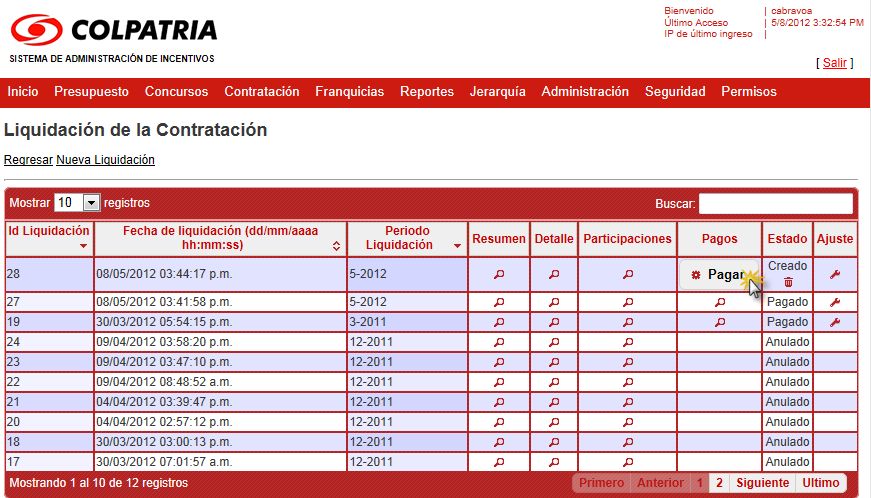 Bienvenido | cabravoa
COLPATRIA
Último Acceso | 5/8/2012 3:32:54 PM
IP de último ingreso |
SISTEMA DE ADMINISTRACIÓN DE INCENTIVOS
[ Salir ]
Inicio Presupuesto Concursos Contratación Franquicias Reportes Jerarquía Administración Seguridad Permisos
Liquidación de la Contratación
Regresar Nueva Liquidación
Mostrar 10 registros Buscar:
Id Liquidación Fecha de liquidación (dd/mm/aaaa hh:mm:ss) Periodo Liquidación Resumen Detalle Participaciones Pagos Estado Ajuste
28 08/05/2012 03:44:17 p.m. 5-2012 Pagar Creado
27 08/05/2012 03:41:58 p.m. 5-2012 Pagado
19 30/03/2012 05:54:15 p.m. 3-2011 Pagado
24 09/04/2012 03:58:20 p.m. 12-2011 Anulado
23 09/04/2012 03:47:10 p.m. 12-2011 Anulado
22 09/04/2012 08:48:52 a.m. 12-2011 Anulado
21 04/04/2012 03:39:47 p.m. 12-2011 Anulado
20 04/04/2012 02:57:12 p.m. 12-2011 Anulado
18 30/03/2012 03:00:13 p.m. 12-2011 Anulado
17 30/03/2012 07:01:57 a.m. 12-2011 Anulado
Mostrando 1 al 10 de 12 registros Primero Anterior 1 2 Siguiente Ultimo